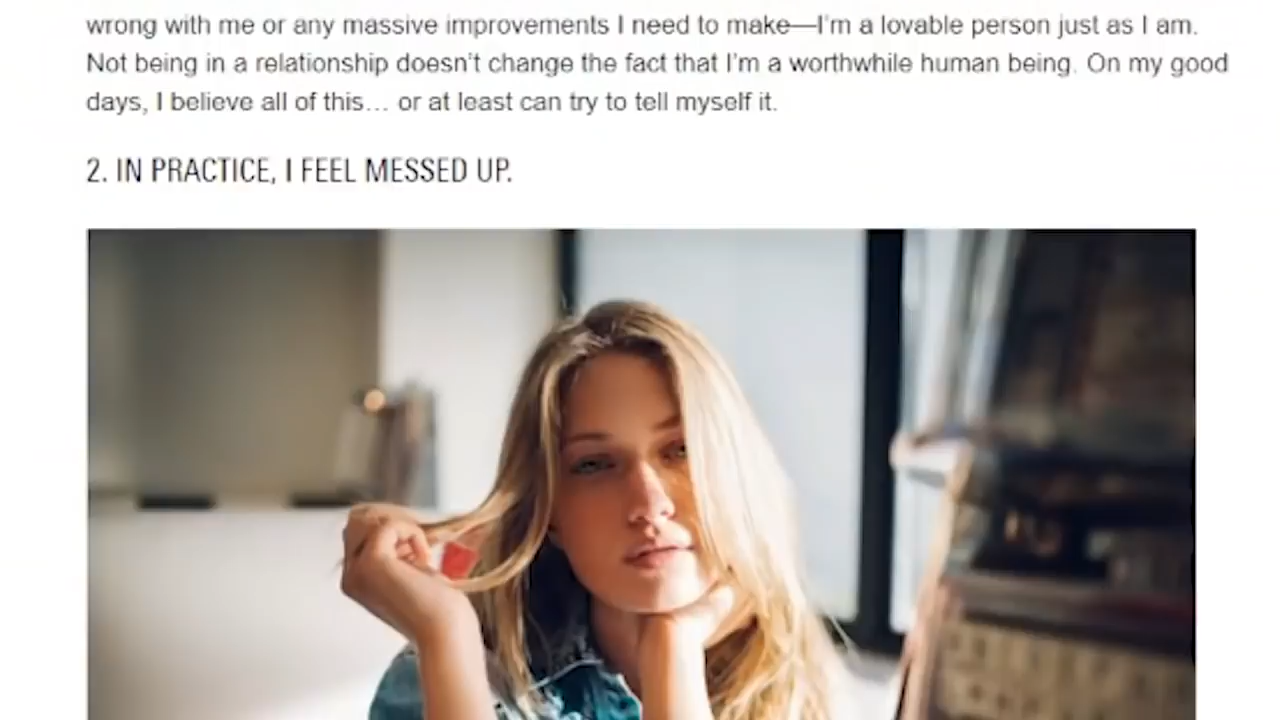 wrong with me or any massive improvements I need to make—I'm a lovable person just as I am.
Not being in a relationship doesn't change the fact that I'm a worthwhile human being. On my good
days, I believe all of this… or at least can try to tell myself it.
2. IN PRACTICE, I FEEL MESSED UP.